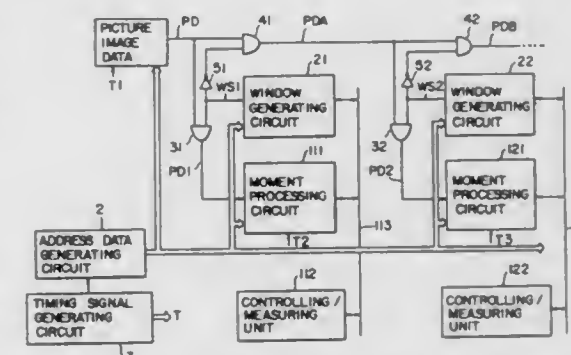 PICTURE
IMAGE
DATA
PD
41
PDA
42
PDB
T1
51
WS1
21
WINDOW
GENERATING
CIRCUIT
31
PD1
111
MOMENT
PROCESSING
CIRCUIT
52
WS2
22
WINDOW
GENERATING
CIRCUIT
32
PD2
121
MOMENT
PROCESSING
CIRCUIT
2
ADDRESS DATA
GENERATING
CIRCUIT
T2
113
T3
TIMING SIGNAL
GENERATING
CIRCUIT
T
3
112
CONTROLLING/
MEASURING
UNIT
122
CONTROLLING/
MEASURING
UNIT